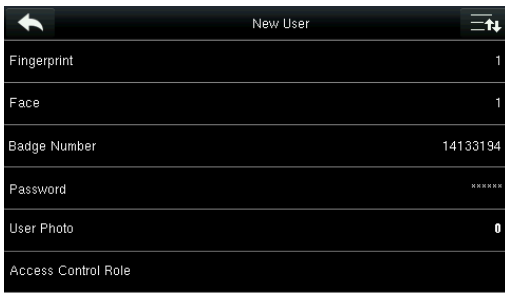 New User
Fingerprint 1
Face 1
Badge Number 14133194
Password ******
User Photo 0
Access Control Role